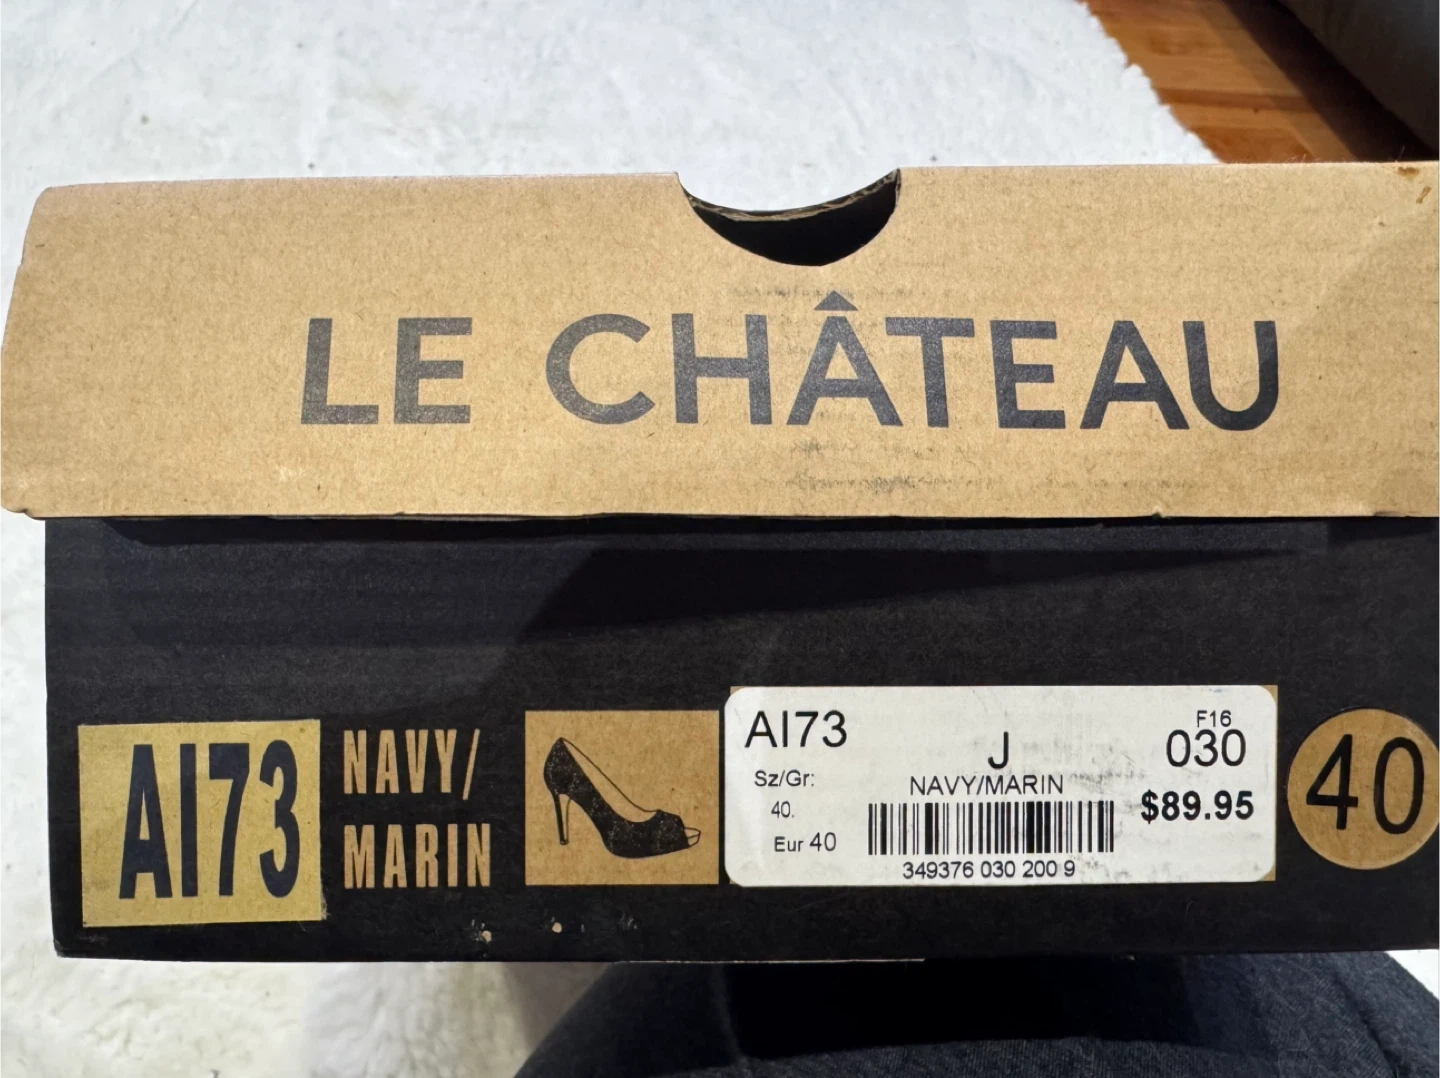 LE CHÂTEAU
AI73
NAVY/
MARIN
AI73
J
F16
030
Sz/Gr:
40.
Eur 40
NAVY/MARIN
$89.95
349376 030 200 9
40